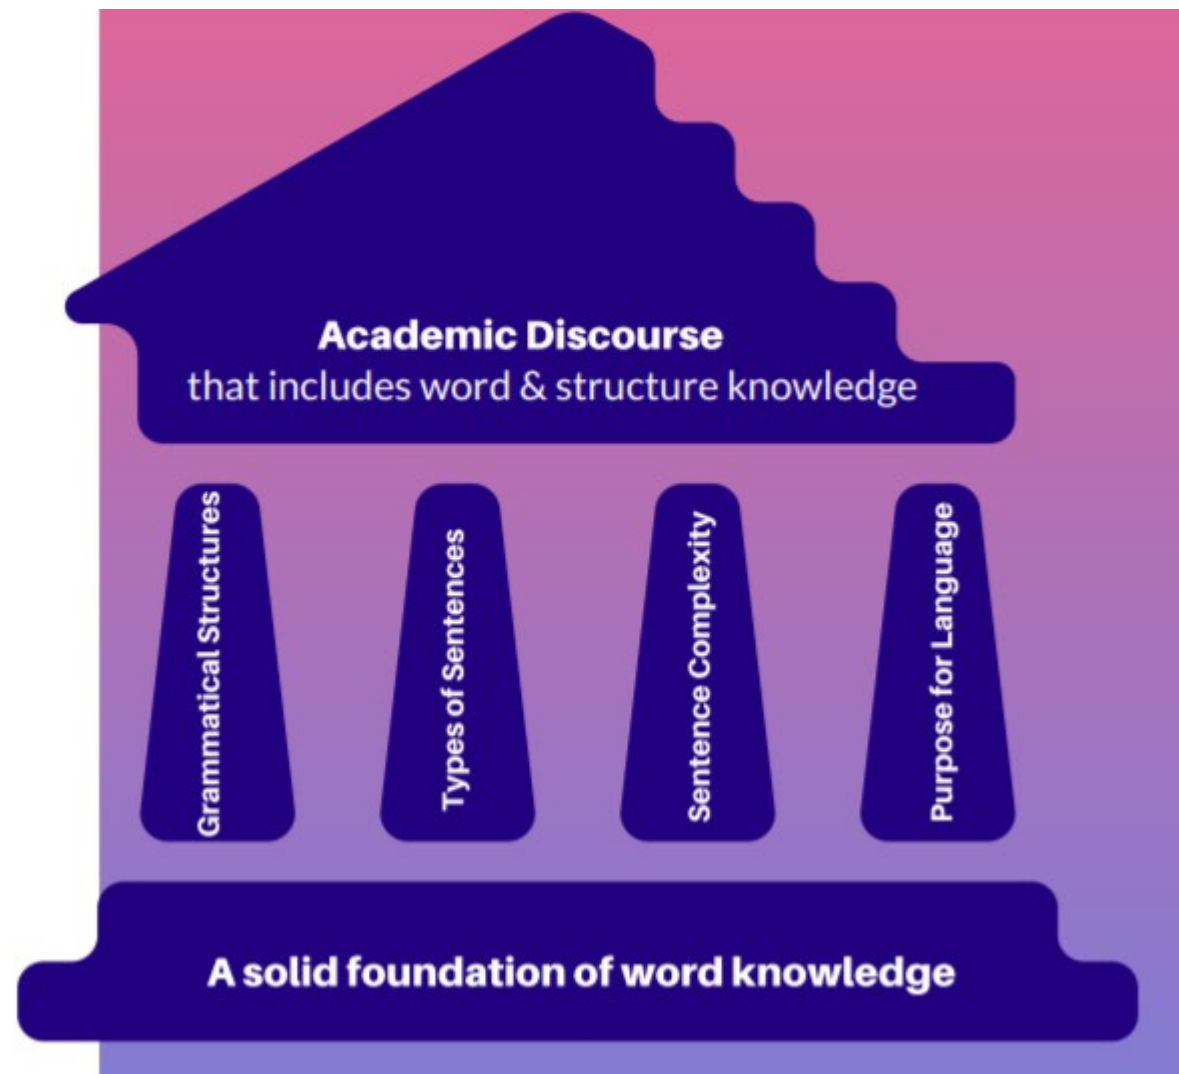 Academic Discourse
that includes word & structure knowledge
Grammatical Structures
Types of Sentences
Sentence Complexity
Purpose for Language
A solid foundation of word knowledge